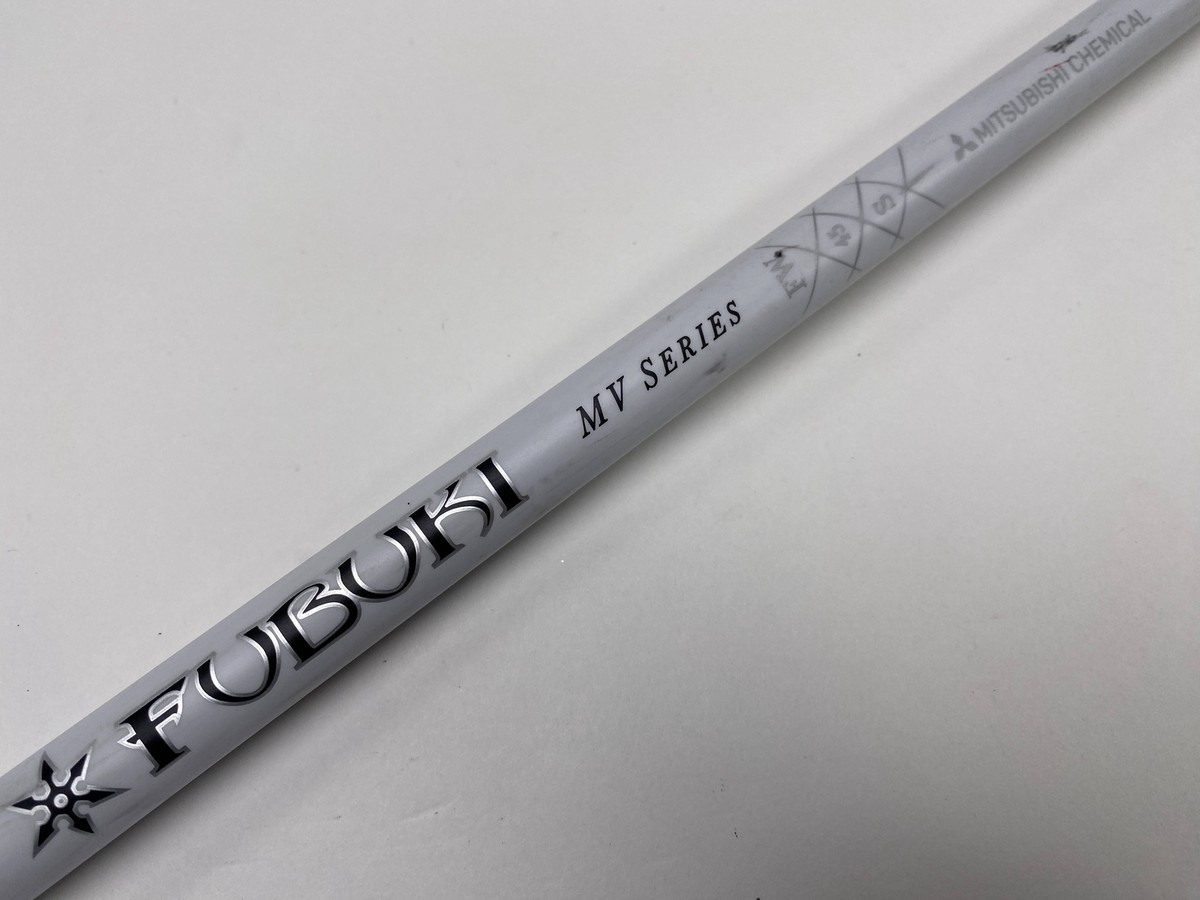 FUBUKI
MV SERIES
FW
45
S
MITSUBISHI CHEMICAL